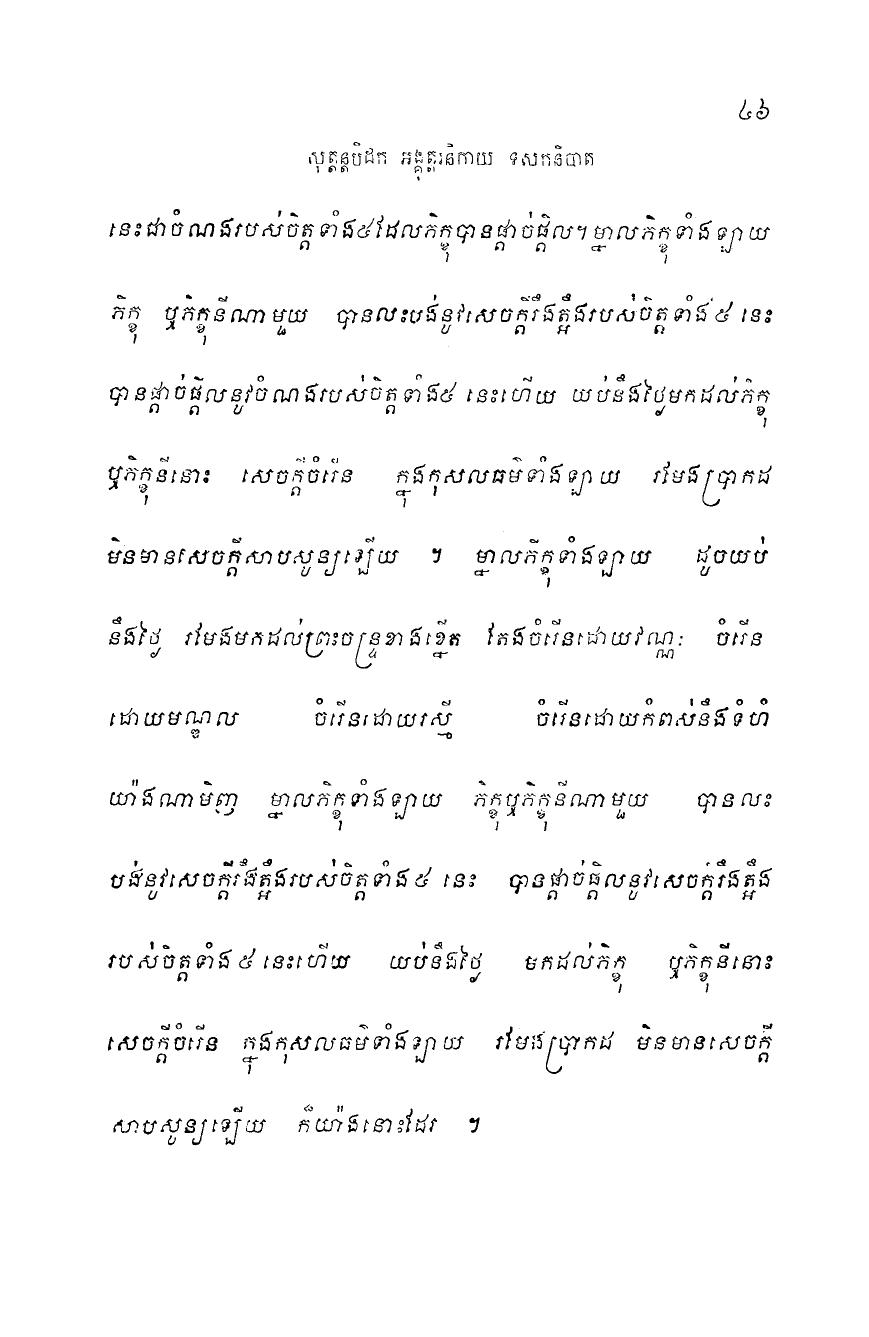 ៤៦
សុត្តន្តបិដក អង្គុត្តរនិកាយ ទសកនិបាត
នេះជាចំណងរបស់ចិត្តទាំង៥ដែលភិក្ខុបានផ្តាច់ផ្តិល។ ម្នាលភិក្ខុទាំងឡាយ
ភិក្ខុ ឬភិក្ខុនីណាមួយ បានលះបង់នូវសេចក្តីរឹងត្អឹងរបស់ចិត្តទាំង ៥ នេះ
បានផ្តាច់ផ្តិលនូវចំណងរបស់ចិត្តទាំង៥ នេះហើយ យប់នឹងថ្ងៃមកដល់ភិក្ខុ
ឬភិក្ខុនីនោះ សេចក្តីចំរើន ក្នុងកុសលធម៌ទាំងឡាយ រមែងប្រាកដ
មិនមានសេចក្តីសាបសូន្យឡើយ ។ ម្នាលភិក្ខុទាំងឡាយ ដូចយប់
នឹងថ្ងៃ រមែងមកដល់ព្រះចន្ទ្រខាងខ្នើត តែងចំរើនដោយវណ្ណៈ ចំរើន
ដោយមណ្ឌល ចំរើនដោយរស្មី ចំរើនដោយកំពស់នឹងទំហំ
យ៉ាងណាមិញ ម្នាលភិក្ខុទាំងឡាយ ភិក្ខុឬភិក្ខុនីណាមួយ បានលះ
បង់នូវសេចក្តីរឹងត្អឹងរបស់ចិត្តទាំង ៥ នេះ បានផ្តាច់ផ្តិលនូវសេចក្តីរឹងត្អឹង
របស់ចិត្តទាំង ៥ នេះហើយ យប់នឹងថ្ងៃ មកដល់ភិក្ខុ ឬភិក្ខុនីនោះ
សេចក្តីចំរើន ក្នុងកុសលធម៌ទាំងឡាយ រមែងប្រាកដ មិនមានសេចក្តី
សាបសូន្យឡើយ ក៏យ៉ាងនោះដែរ ។